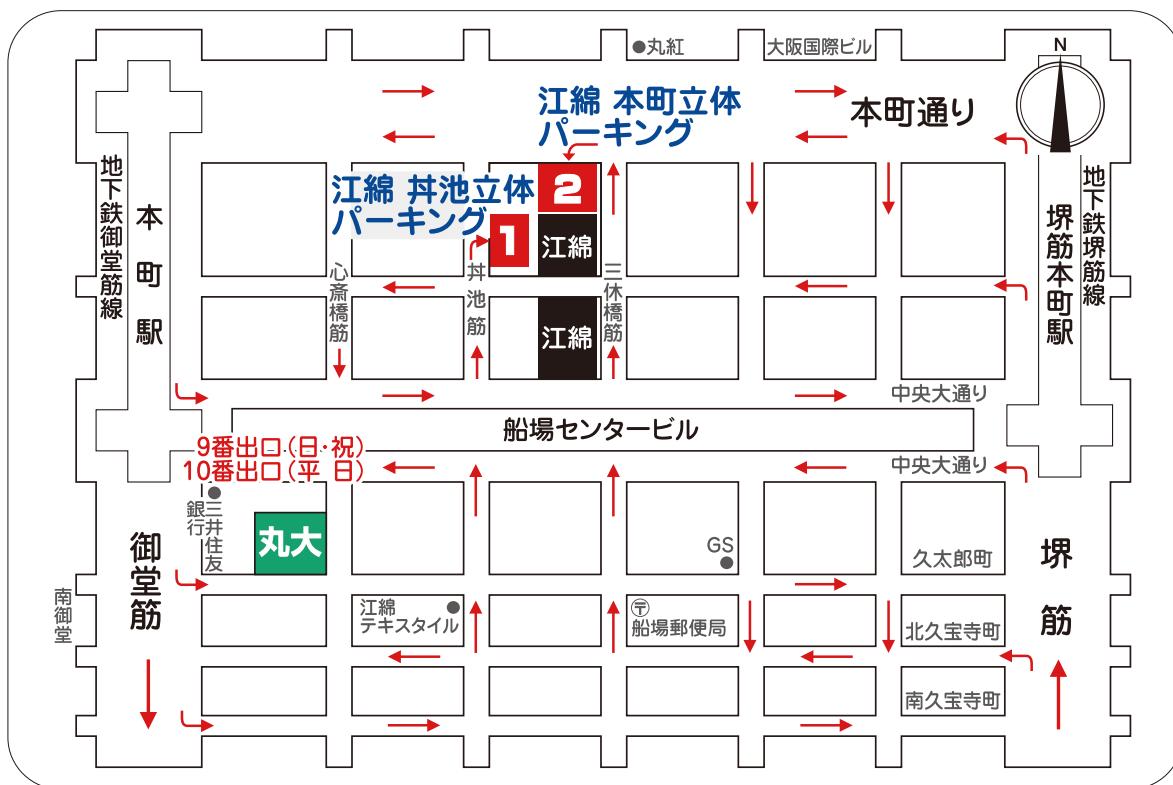 ●丸紅
大阪国際ビル
N
江綿 本町立体
パーキング
本町通り
地下鉄御堂筋線
本町駅
江綿 丼池立体
パーキング
2
1
江綿
地下鉄堺筋線
堺筋本町駅
心斎橋筋
丼池筋
三休橋筋
江綿
中央大通り
船場センタービル
9番出口(日・祝)
10番出口(平 日)
中央大通り
三井住友
銀行
丸大
御堂筋
GS
久太郎町
堺筋
南御堂
江綿
テキスタイル
〒
船場郵便局
北久宝寺町
南久宝寺町